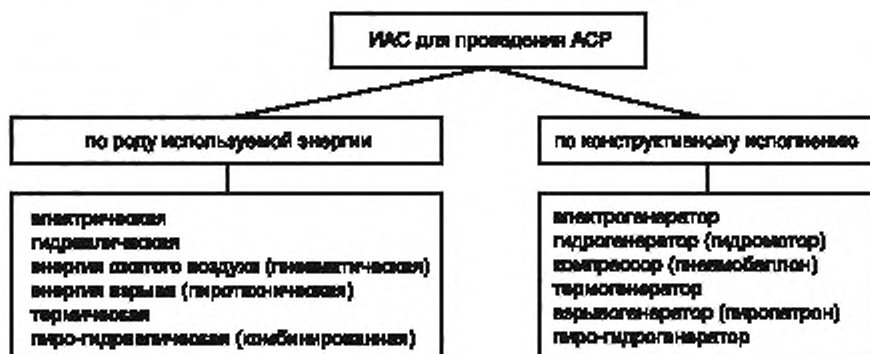 ИАС для проведения АСР
по роду используемой энергии
по конструктивному исполнению
электрическая
гидравлическая
энергия сжатого воздуха (пневматическая)
энергия взрыва (пиротехническая)
термическая
пиро-гидравлическая (комбинированная)
электрогенератор
гидрогенератор (гидромотор)
компрессор (пневмобаллон)
термогенератор
взрывогенератор (пиропатрон)
пиро-гидрогенератор